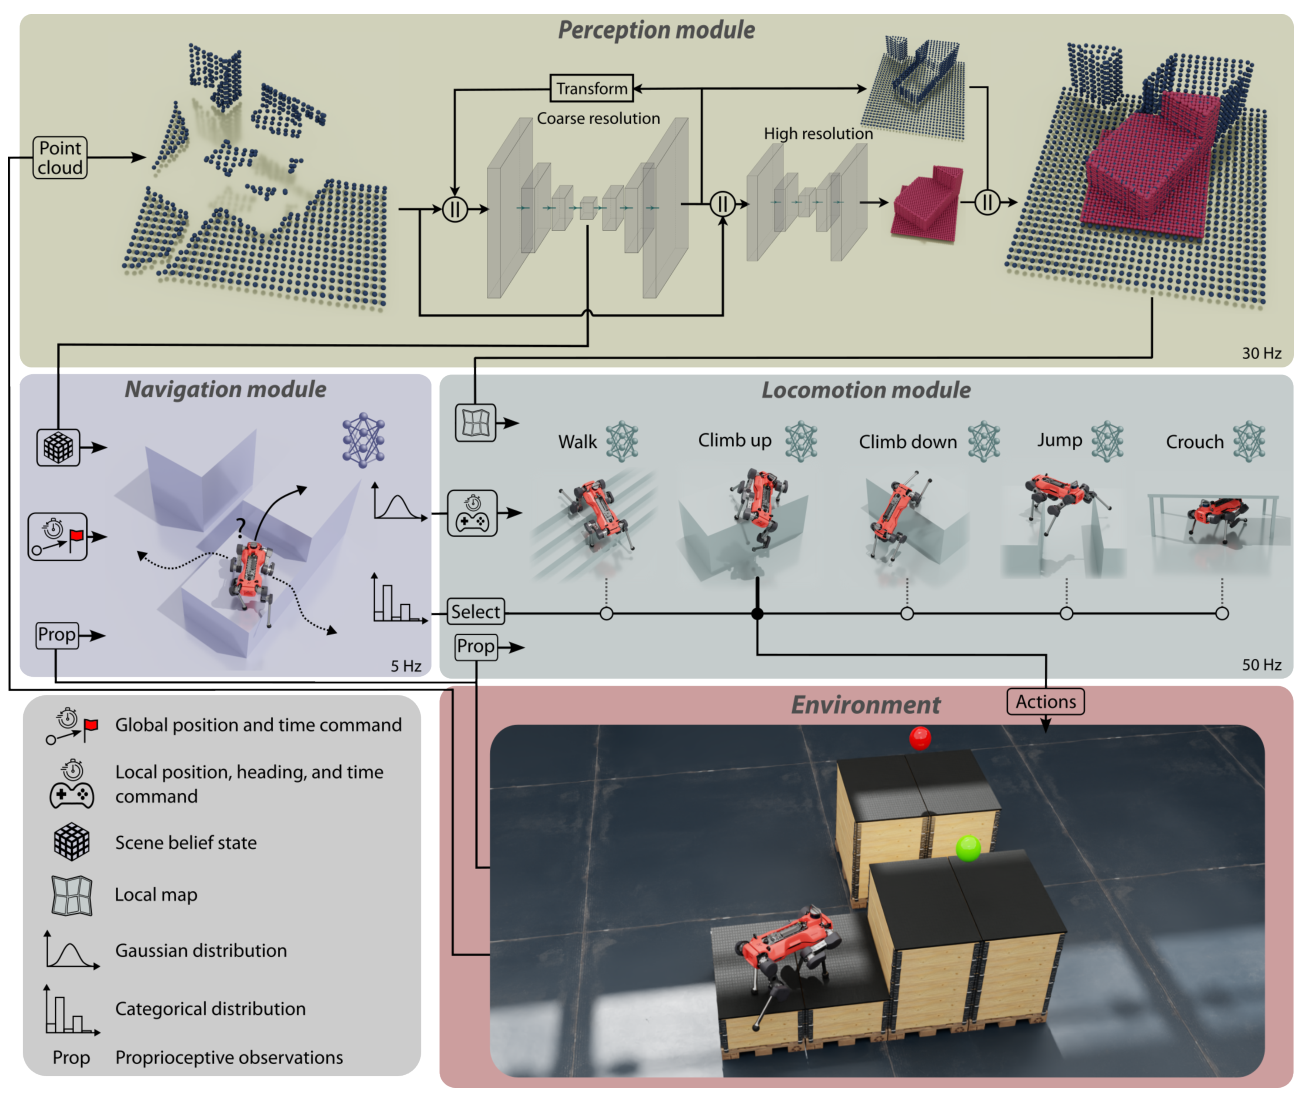 Perception module
Transform
Coarse resolution
High resolution
Point
cloud
30 Hz
Navigation module
?
Prop
5 Hz
Locomotion module
Walk
Climb up
Climb down
Jump
Crouch
Select
Prop
50 Hz
Environment
Actions
Global position and time command
Local position, heading, and time
command
Scene belief state
Local map
Gaussian distribution
Categorical distribution
Prop Proprioceptive observations